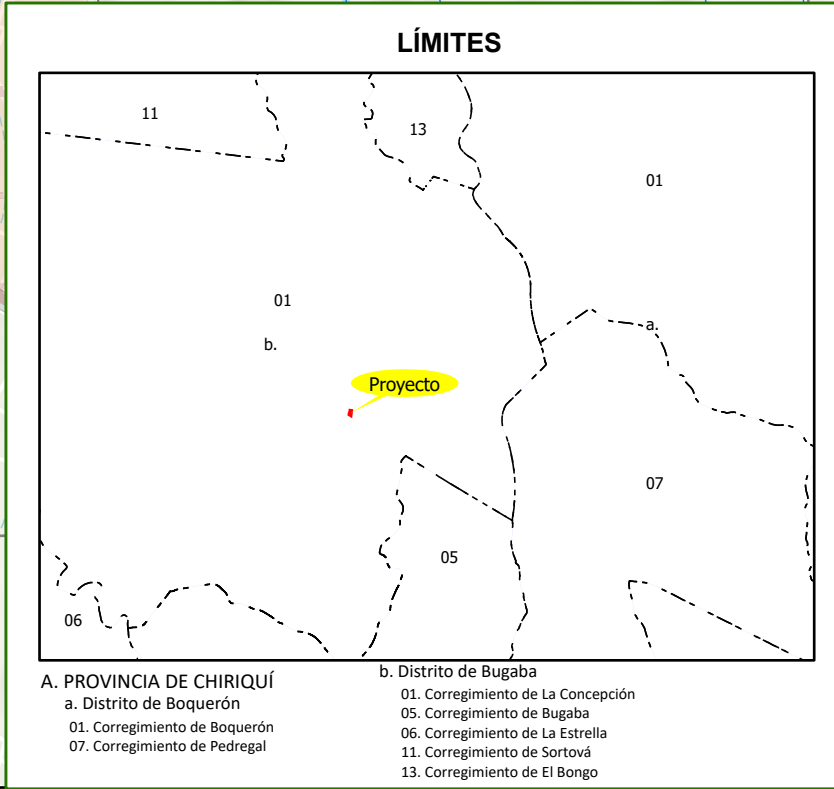 LÍMITES
11
13
01
01
b.
a.
Proyecto
07
05
06
A. PROVINCIA DE CHIRIQUÍ
a. Distrito de Boquerón
01. Corregimiento de Boquerón
07. Corregimiento de Pedregal
b. Distrito de Bugaba
01. Corregimiento de La Concepción
05. Corregimiento de Bugaba
06. Corregimiento de La Estrella
11. Corregimiento de Sortová
13. Corregimiento de El Bongo